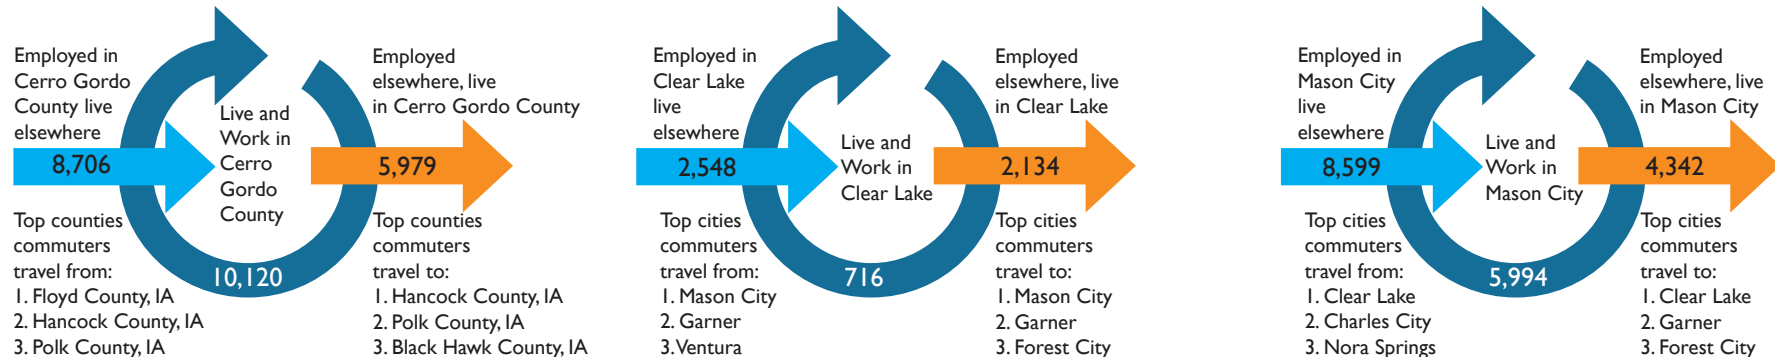 Employed in
Cerro Gordo
County live
elsewhere
8,706
Live and
Work in
Cerro
Gordo
County
Employed
elsewhere, live
in Cerro Gordo County
5,979
Top counties
commuters
travel from:
1. Floyd County, IA
2. Hancock County, IA
3. Polk County, IA
10,120
Top counties
commuters
travel to:
1. Hancock County, IA
2. Polk County, IA
3. Black Hawk County, IA
Employed in
Clear Lake
live
elsewhere
2,548
Live and
Work in
Clear Lake
Employed
elsewhere, live
in Clear Lake
2,134
Top cities
commuters
travel from:
1. Mason City
2. Garner
3. Ventura
716
Top cities
commuters
travel to:
1. Mason City
2. Garner
3. Forest City
Employed in
Mason City
live
elsewhere
8,599
Live and
Work in
Mason City
Employed
elsewhere, live
in Mason City
4,342
Top cities
commuters
travel from:
1. Clear Lake
2. Charles City
3. Nora Springs
5,994
Top cities
commuters
travel to:
1. Clear Lake
2. Garner
3. Forest City